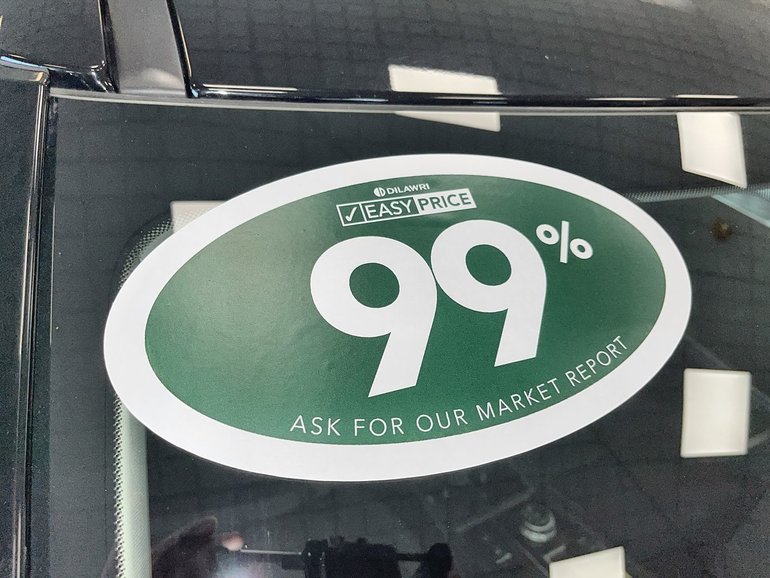 DILAWRI
✓ EASY PRICE
99%
ASK FOR OUR MARKET REPORT